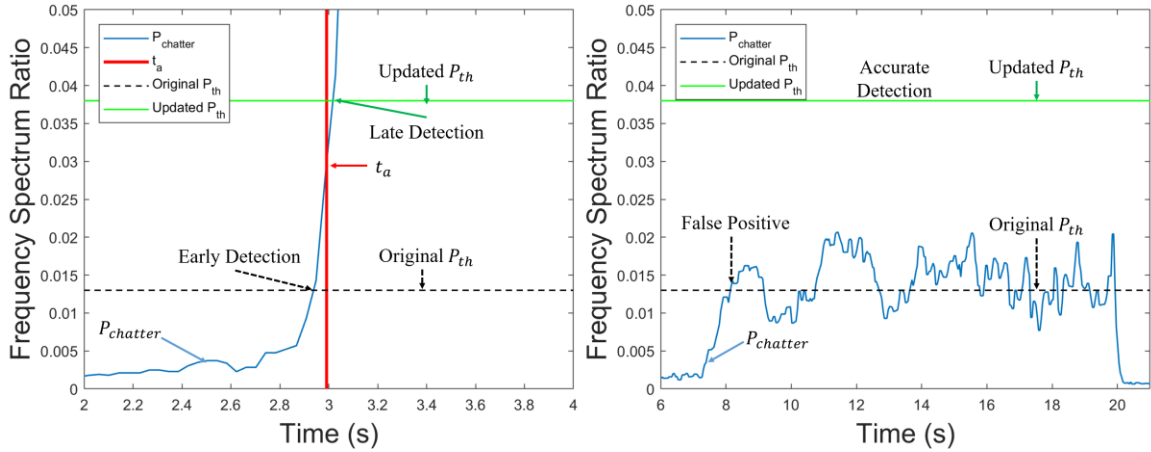 0.05
0.045
0.04
0.035
0.03
0.025
0.02
0.015
0.01
0.005
0
Frequency Spectrum Ratio
P_chatter
t_a
Original P_th
Updated P_th
Updated P_th
Late Detection
t_a
Early Detection
Original P_th
P_chatter
2 2.2 2.4 2.6 2.8 3 3.2 3.4 3.6 3.8 4
Time (s)
0.05
0.045
0.04
0.035
0.03
0.025
0.02
0.015
0.01
0.005
0
Frequency Spectrum Ratio
P_chatter
Original P_th
Updated P_th
Accurate
Detection
Updated P_th
False Positive
Original P_th
P_chatter
6 8 10 12 14 16 18 20
Time (s)